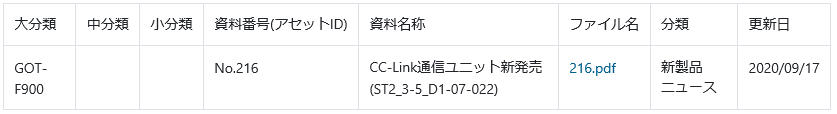 大分類 中分類 小分類 資料番号(アセットID) 資料名称 ファイル名 分類 更新日
GOT- No.216 CC-Link通信ユニット新発売 216.pdf 新製品 2020/09/17
F900 (ST2_3-5_D1-07-022) ニュース